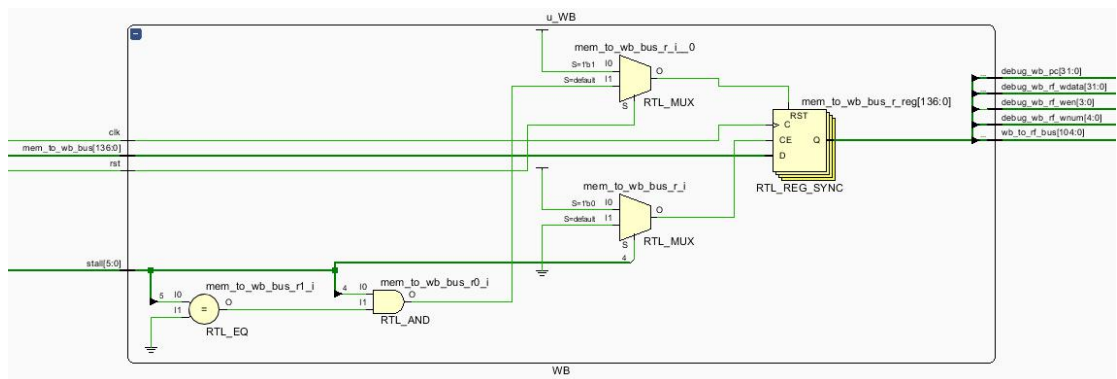 u_WB
mem_to_wb_bus_r_i__0
S=1'b1 I0
S=default I1
O
S
RTL_MUX
mem_to_wb_bus_r_reg[136:0]
RST
C
CE
D
Q
RTL_REG_SYNC
debug_wb_pc[31:0]
debug_wb_rf_wdata[31:0]
debug_wb_rf_wen[3:0]
debug_wb_rf_wnum[4:0]
wb_to_rf_bus[104:0]
clk
mem_to_wb_bus[136:0]
rst
mem_to_wb_bus_r_i
S=1'b0 I0
S=default I1
O
S
4
RTL_MUX
stall[5:0]
mem_to_wb_bus_r1_i
5 I0
I1
=
O
RTL_EQ
mem_to_wb_bus_r0_i
4 I0
I1
O
RTL_AND
WB